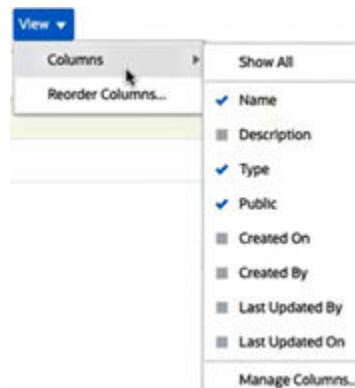 View
Columns
Reorder Columns...
Show All
Name
Description
Type
Public
Created On
Created By
Last Updated By
Last Updated On
Manage Columns..